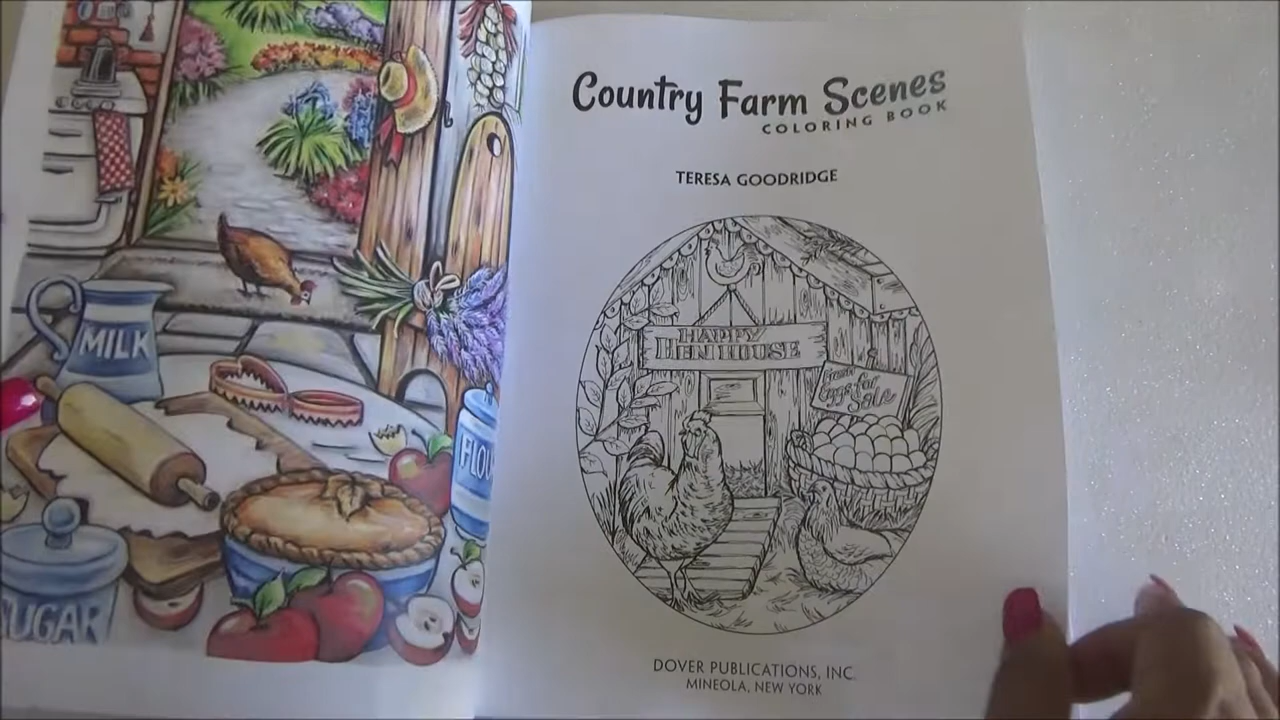 MILK
FLOU
SUGAR
Country Farm Scenes
COLORING BOOK
TERESA GOODRIDGE
HAPPY
HEN HOUSE
Fresh
Eggs for
Sale
DOVER PUBLICATIONS, INC.
MINEOLA, NEW YORK